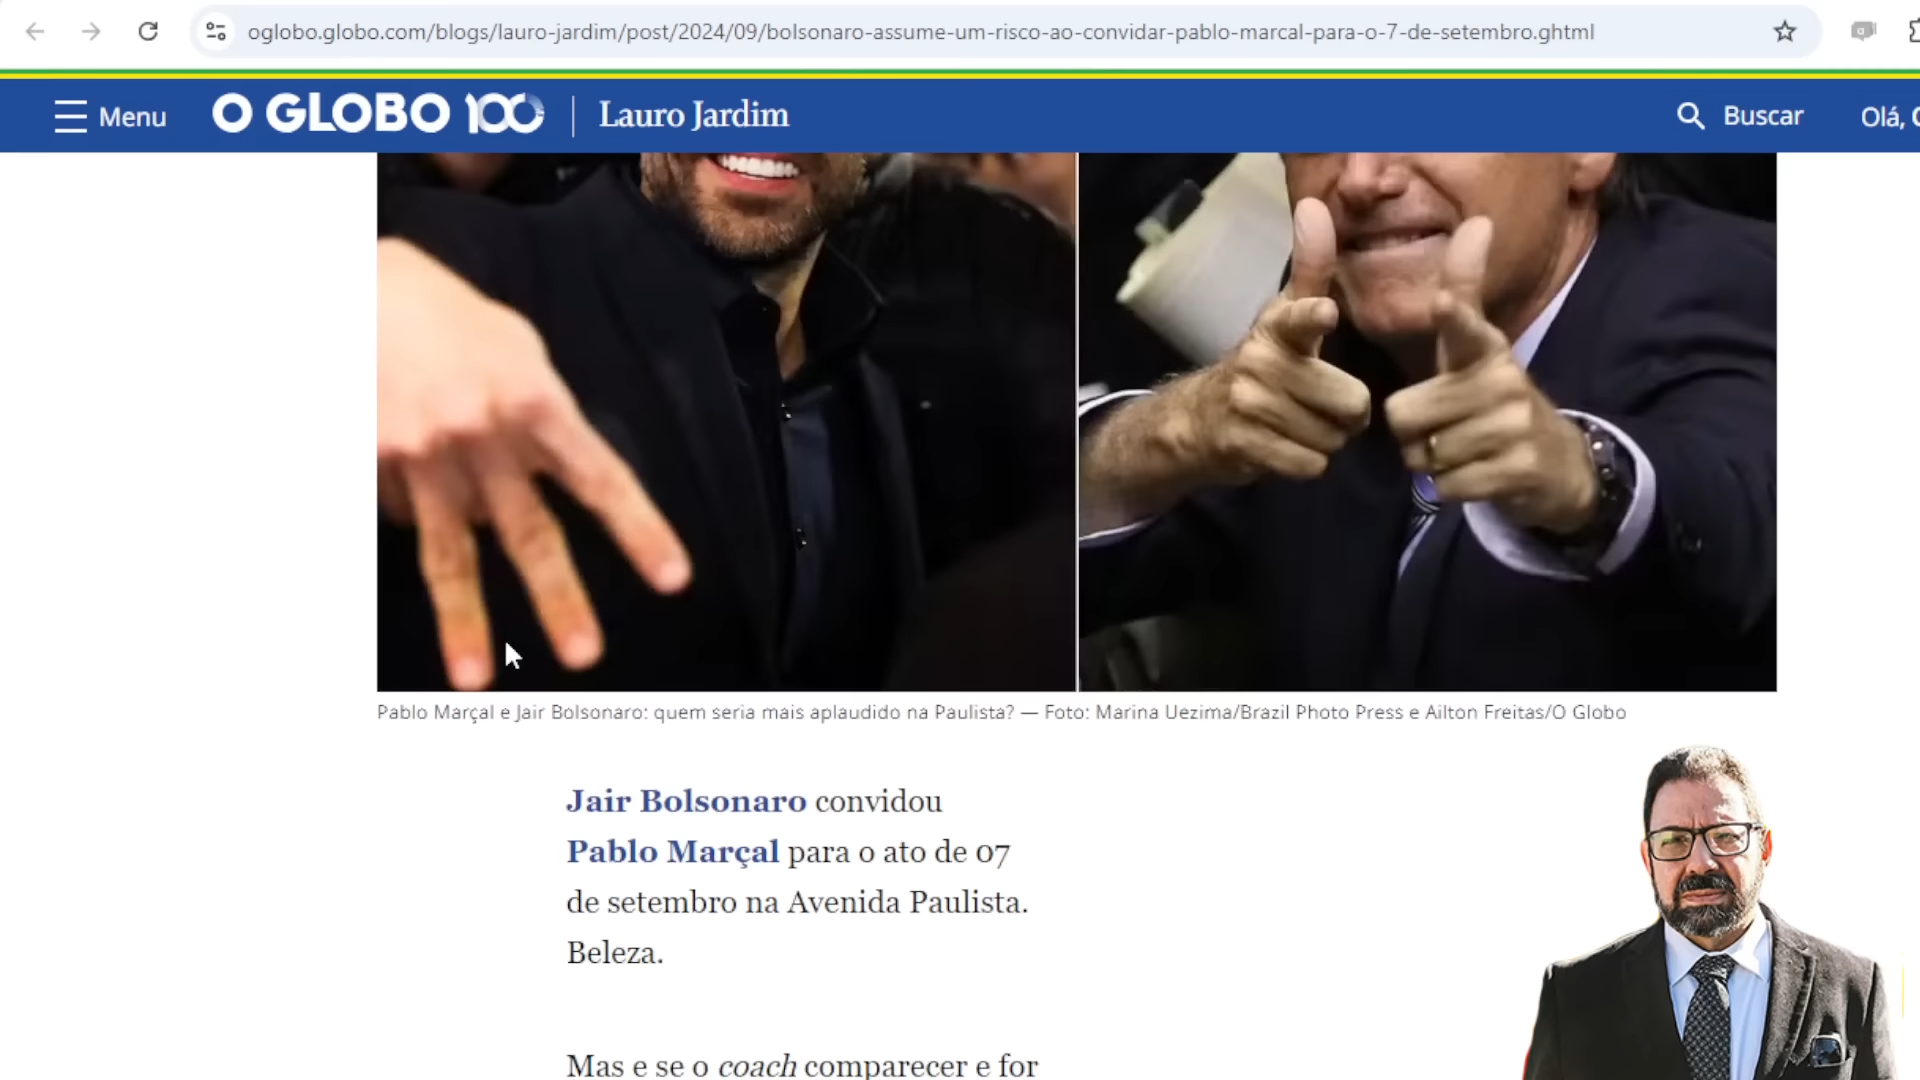 oglobo.globo.com/blogs/lauro-jardim/post/2024/09/bolsonaro-assume-um-risco-ao-convidar-pablo-marcal-para-o-7-de-setembro.ghtml
Menu
O GLOBO 100
Lauro Jardim
Buscar
Olá,
Pablo Marçal e Jair Bolsonaro: quem seria mais aplaudido na Paulista? — Foto: Marina Uezima/Brazil Photo Press e Ailton Freitas/O Globo
Jair Bolsonaro convidou
Pablo Marçal para o ato de 07
de setembro na Avenida Paulista.
Beleza.
Mas e se o coach comparecer e for